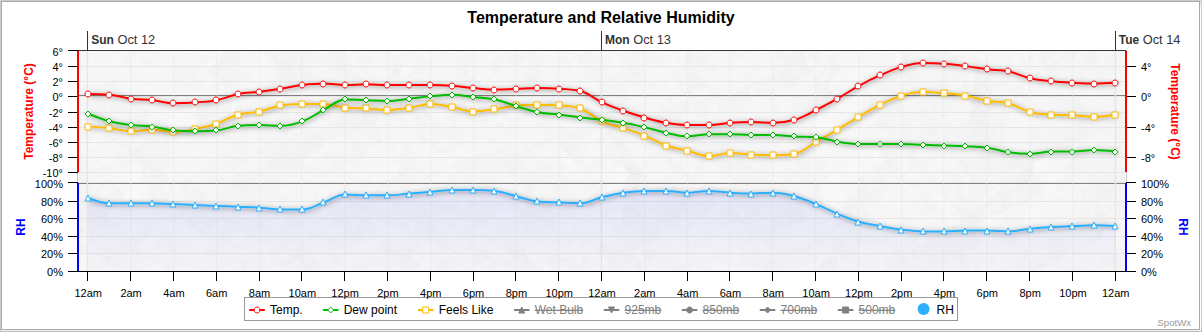 Temperature and Relative Humidity
Sun Oct 12 Mon Oct 13 Tue Oct 14
6°
4° 4°
2°
0° 0°
-2°
-4° -4°
-6°
-8° -8°
-10°
Temperature (°C) Temperature (°C)
100% 100%
80% 80%
60% 60%
40% 40%
20% 20%
0% 0%
RH RH
12am 2am 4am 6am 8am 10am 12pm 2pm 4pm 6pm 8pm 10pm 12am 2am 4am 6am 8am 10am 12pm 2pm 4pm 6pm 8pm 10pm 12am
Temp. Dew point Feels Like Wet Bulb 925mb 850mb 700mb 500mb RH
SpotWx